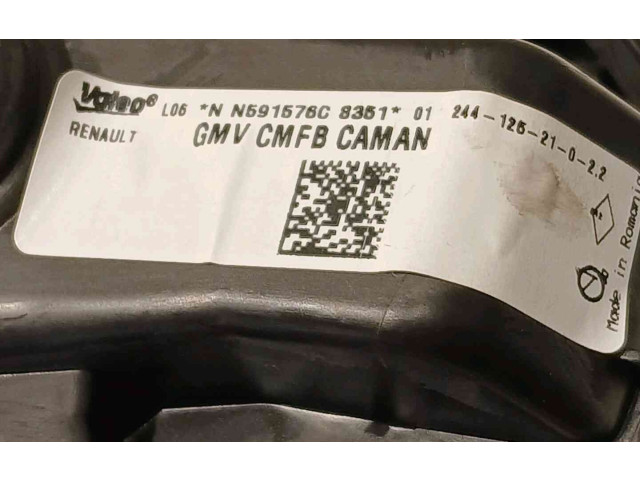 Valeo L06 *N N591576C 8351* 01 244-125-21-0-2.2
RENAULT GMV CMFB CAMAN
Made in Romania